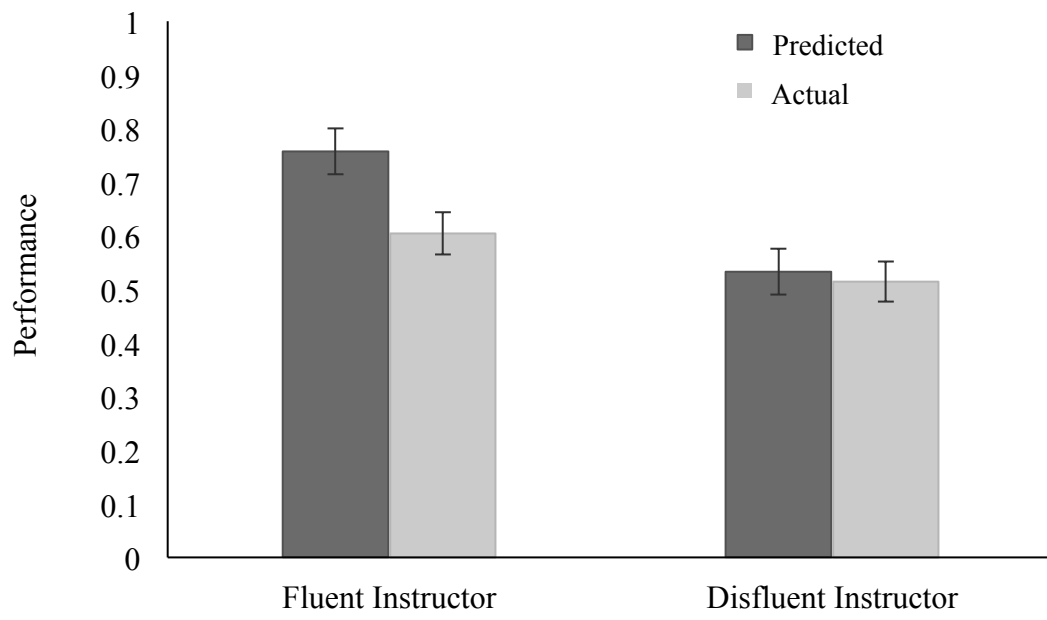 1
0.9
0.8
0.7
0.6
0.5
0.4
0.3
0.2
0.1
0
Performance
Predicted
Actual
Fluent Instructor
Disfluent Instructor